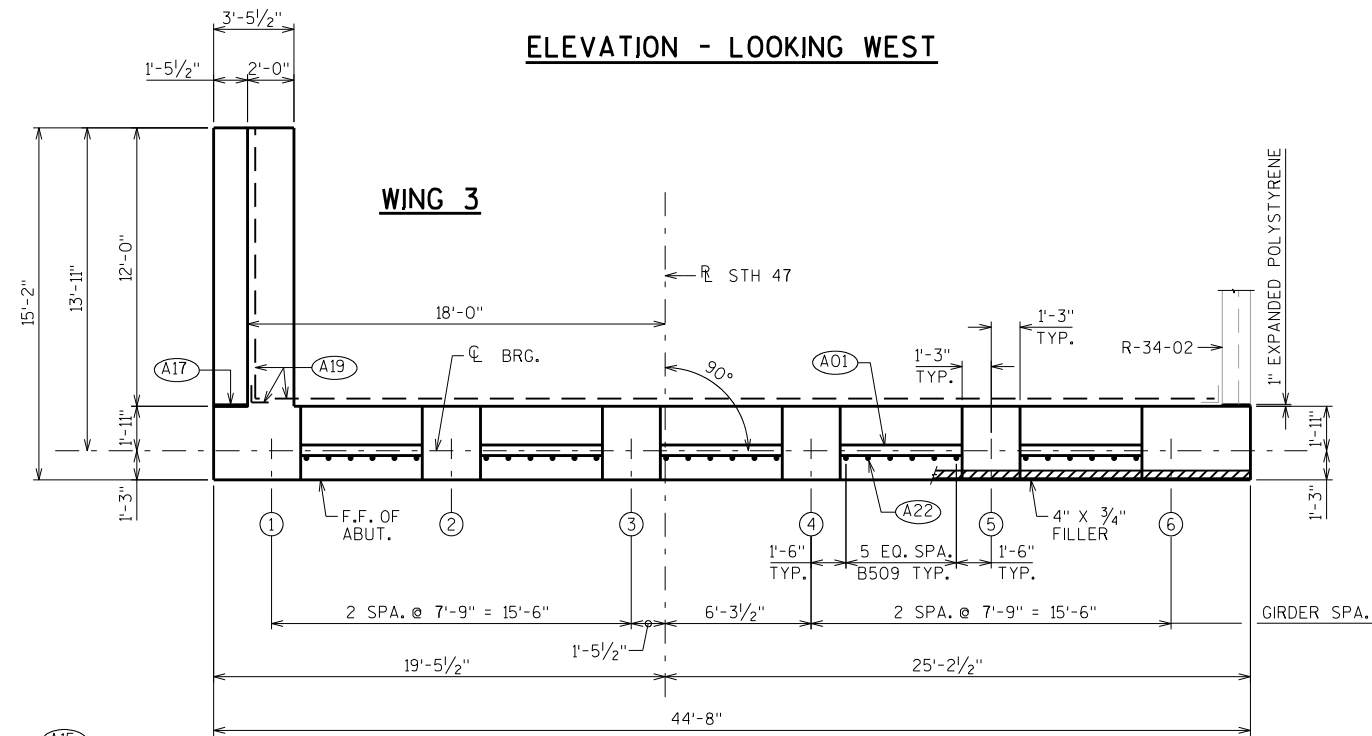 3'-5½"
ELEVATION - LOOKING WEST
1'-5½"
2'-0"
WING 3
15'-2"
13'-11"
12'-0"
℞ STH 47
18'-0"
℄ BRG.
90°
A17
A19
A01
1'-3"
TYP.
1'-3"
TYP.
R-34-02
1" EXPANDED POLYSTYRENE
1'-11"
1'-3"
1'-11"
1'-3"
F.F. OF
ABUT.
A22
4" X ¾"
FILLER
1
2
3
4
5
6
1'-6"
TYP.
5 EQ. SPA.
B509 TYP.
1'-6"
TYP.
2 SPA. @ 7'-9" = 15'-6"
1'-5½"
6'-3½"
2 SPA. @ 7'-9" = 15'-6"
GIRDER SPA.
19'-5½"
25'-2½"
44'-8"